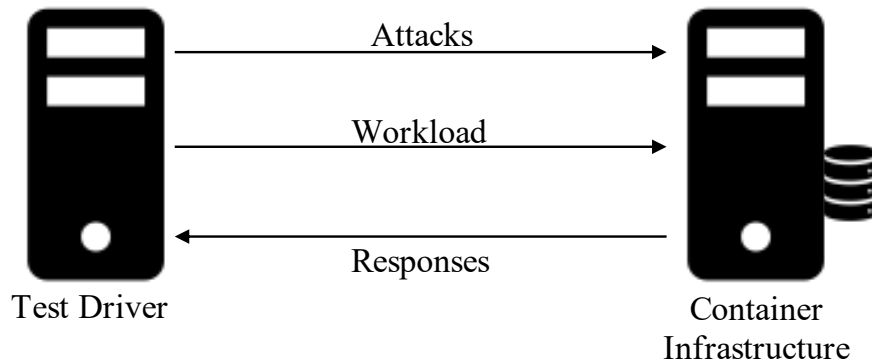 Attacks
Workload
Responses
Test Driver
Container
Infrastructure